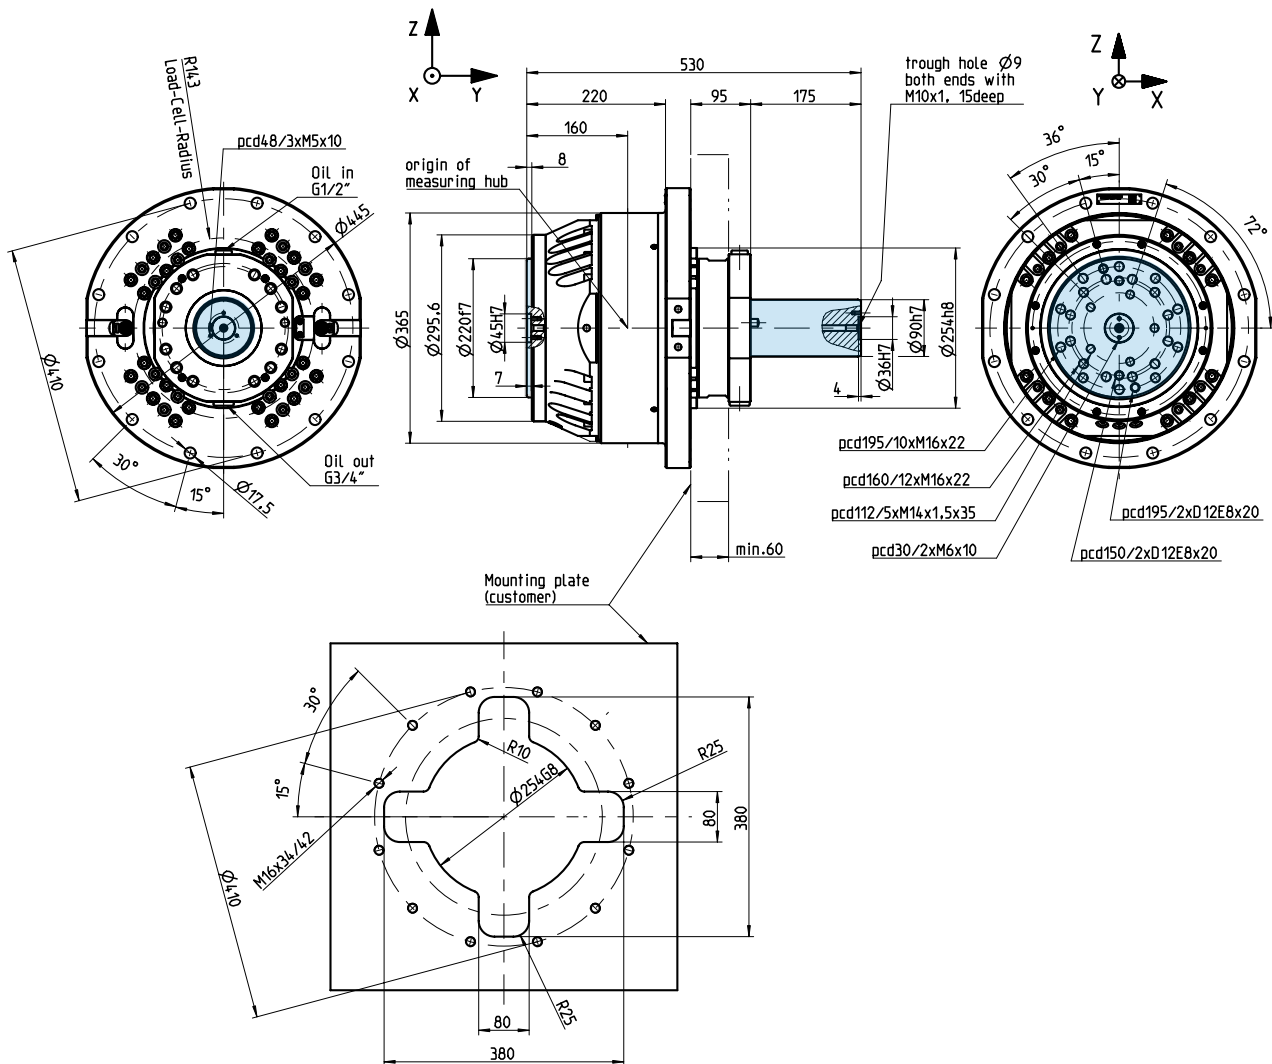 Z
X
Y
530
220
95
175
160
8
trough hole Ø9
both ends with
M10x1, 15deep
Z
Y
X
R143
Load-Cell-Radius
pcd48/3xM5x10
Oil in
G1/2"
Ø445
origin of
measuring hub
36°
15°
30°
72°
Ø410
Ø365
Ø295.6
Ø220f7
Ø45H7
7
4
Ø36H7
Ø90h7
Ø254h8
30°
15°
Ø17.5
Oil out
G3/4"
pcd195/10xM16x22
pcd160/12xM16x22
pcd112/5xM14x1,5x35
pcd30/2xM6x10
pcd195/2xD12E8x20
pcd150/2xD12E8x20
min.60
Mounting plate
(customer)
30°
15°
R10
Ø254G8
R25
80
380
M16x34/42
Ø410
R25
80
380